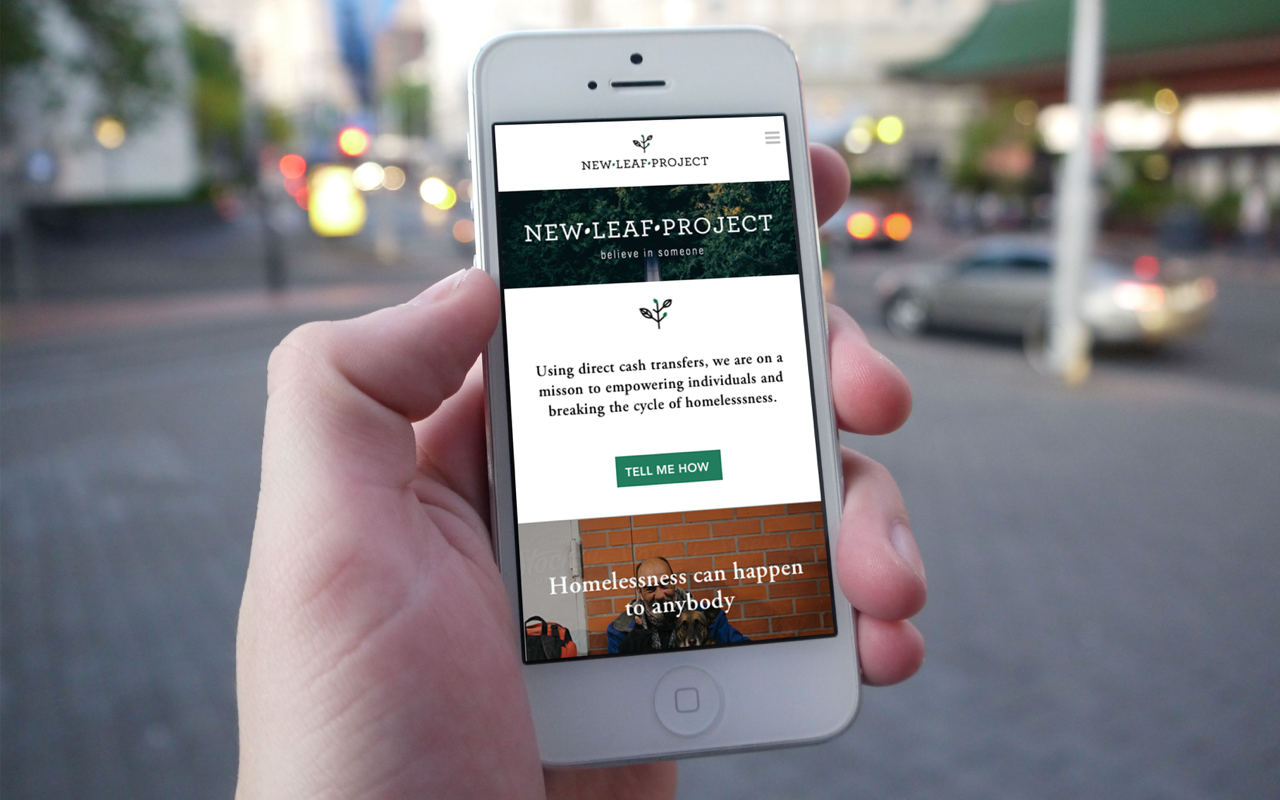 NEW•LEAF•PROJECT
NEW•LEAF•PROJECT
believe in someone
Using direct cash transfers, we are on a
misson to empowering individuals and
breaking the cycle of homelesssness.
TELL ME HOW
Homelessness can happen
to anybody